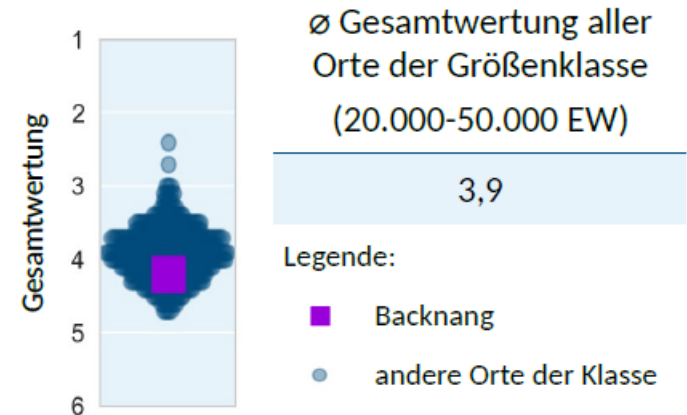 Gesamtwertung
1
2
3
4
5
6
⌀ Gesamtwertung aller
Orte der Größenklasse
(20.000-50.000 EW)
3,9
Legende:
Backnang
andere Orte der Klasse